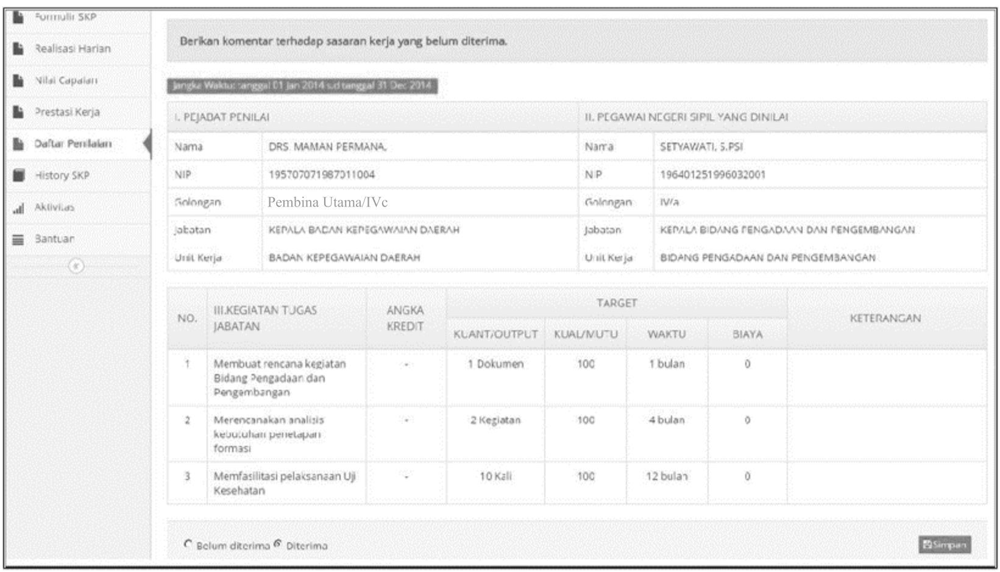 Formulir SKP
Realisasi Harian
Nilai Capaian
Prestasi Kerja
Daftar Penilaian
History SKP
Aktivitas
Bantuan
Berikan komentar terhadap sasaran kerja yang belum diterima.
Jangka Waktu: tanggal 01 Jan 2014 s.d tanggal 31 Dec 2014
I. PEJABAT PENILAI II. PEGAWAI NEGERI SIPIL YANG DINILAI
Nama DRS. MAMAN PERMANA, Nama SETYAWATI, S.PSI
NIP 195707071987011004 NIP 196401251996032001
Golongan Pembina Utama/IVc Golongan IV/a
Jabatan KEPALA BADAN KEPEGAWAIAN DAERAH Jabatan KEPALA BIDANG PENGADAAN DAN PENGEMBANGAN
Unit Kerja BADAN KEPEGAWAIAN DAERAH Unit Kerja BIDANG PENGADAAN DAN PENGEMBANGAN
NO. III.KEGIATAN TUGAS JABATAN ANGKA KREDIT TARGET KETERANGAN
KUANT/OUTPUT KUAL/MUTU WAKTU BIAYA
1 Membuat rencana kegiatan - 1 Dokumen 100 1 bulan 0
Bidang Pengadaan dan
Pengembangan
2 Merencanakan analisis - 2 Kegiatan 100 4 bulan 0
kebutuhan penetapan
formasi
3 Memfasilitasi pelaksanaan Uji - 10 Kali 100 12 bulan 0
Kesehatan
Belum diterima Diterima
Simpan